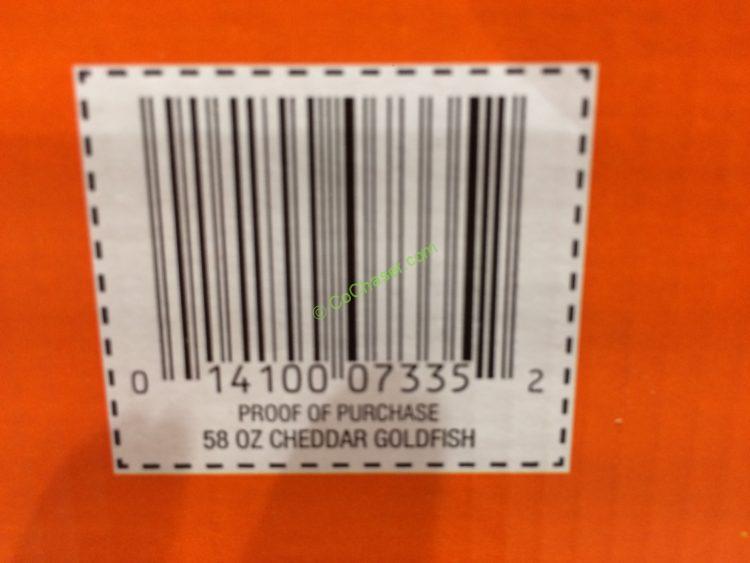 © CoChaser.com
0 14100 07335 2
PROOF OF PURCHASE
58 OZ CHEDDAR GOLDFISH